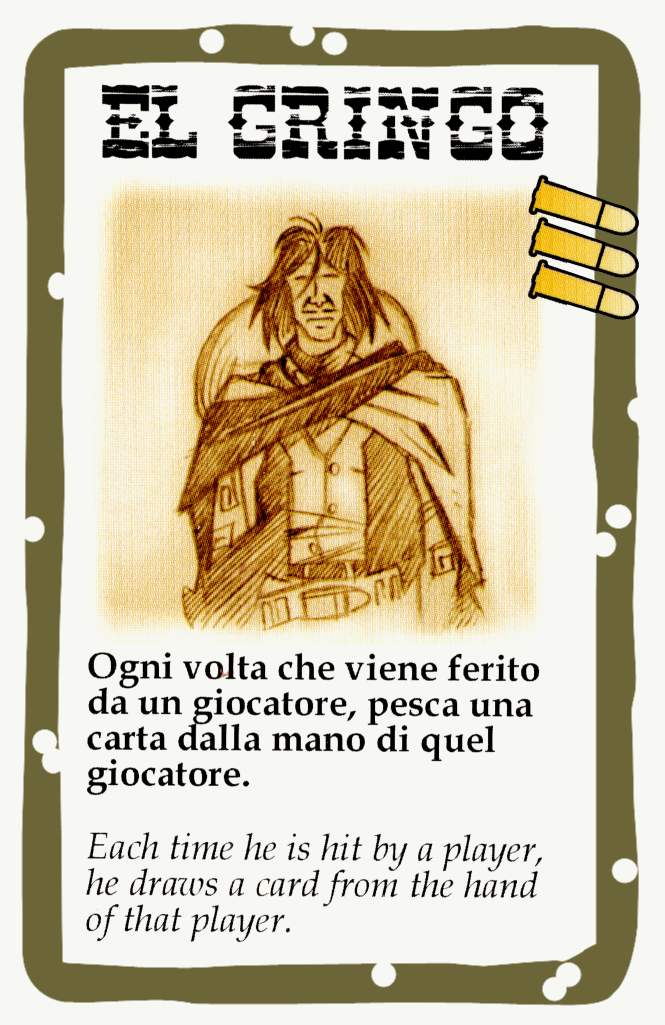 EL GRINGO
Ogni volta che viene ferito
da un giocatore, pesca una
carta dalla mano di quel
giocatore.
Each time he is hit by a player,
he draws a card from the hand
of that player.